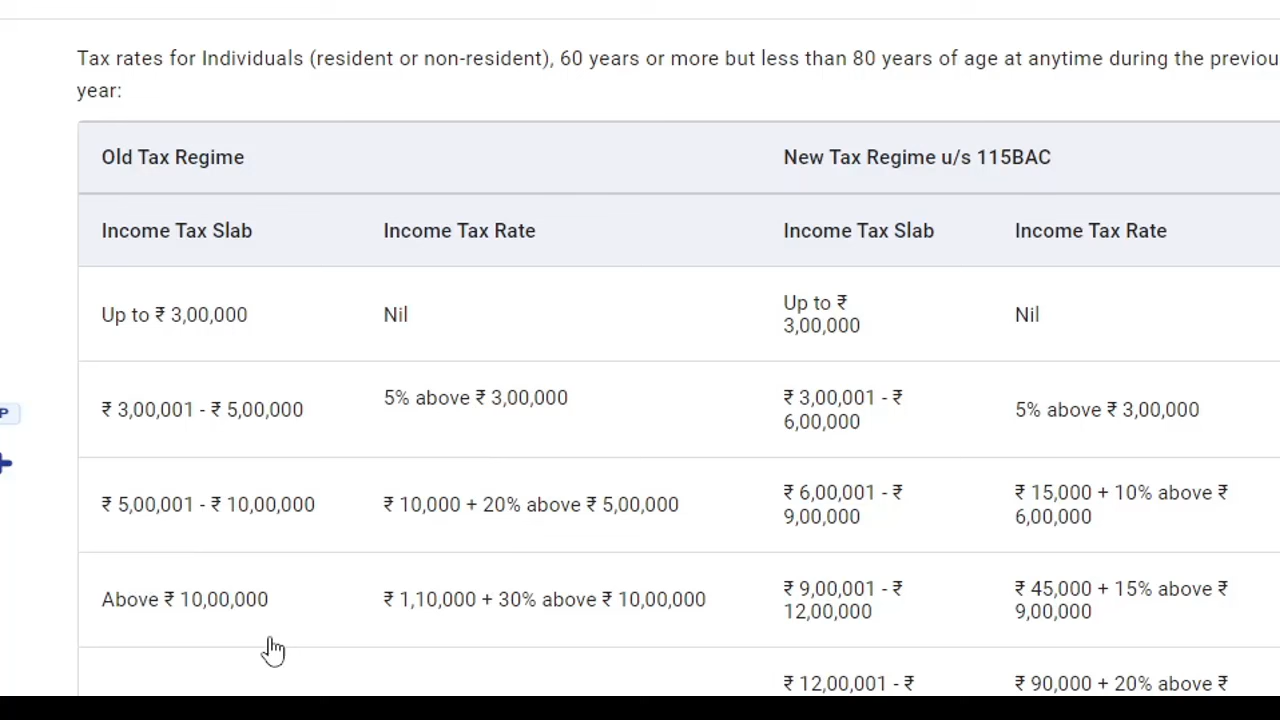 Tax rates for Individuals (resident or non-resident), 60 years or more but less than 80 years of age at anytime during the previou
year:
Old Tax Regime New Tax Regime u/s 115BAC
Income Tax Slab Income Tax Rate Income Tax Slab Income Tax Rate
Up to ₹ 3,00,000 Nil Up to ₹
3,00,000 Nil
₹ 3,00,001 - ₹ 5,00,000 5% above ₹ 3,00,000 ₹ 3,00,001 - ₹
6,00,000 5% above ₹ 3,00,000
P
₹ 5,00,001 - ₹ 10,00,000 ₹ 10,000 + 20% above ₹ 5,00,000 ₹ 6,00,001 - ₹
9,00,000 ₹ 15,000 + 10% above ₹
6,00,000
Above ₹ 10,00,000 ₹ 1,10,000 + 30% above ₹ 10,00,000 ₹ 9,00,001 - ₹
12,00,000 ₹ 45,000 + 15% above ₹
9,00,000
₹ 12,00,001 - ₹ ₹ 90,000 + 20% above ₹